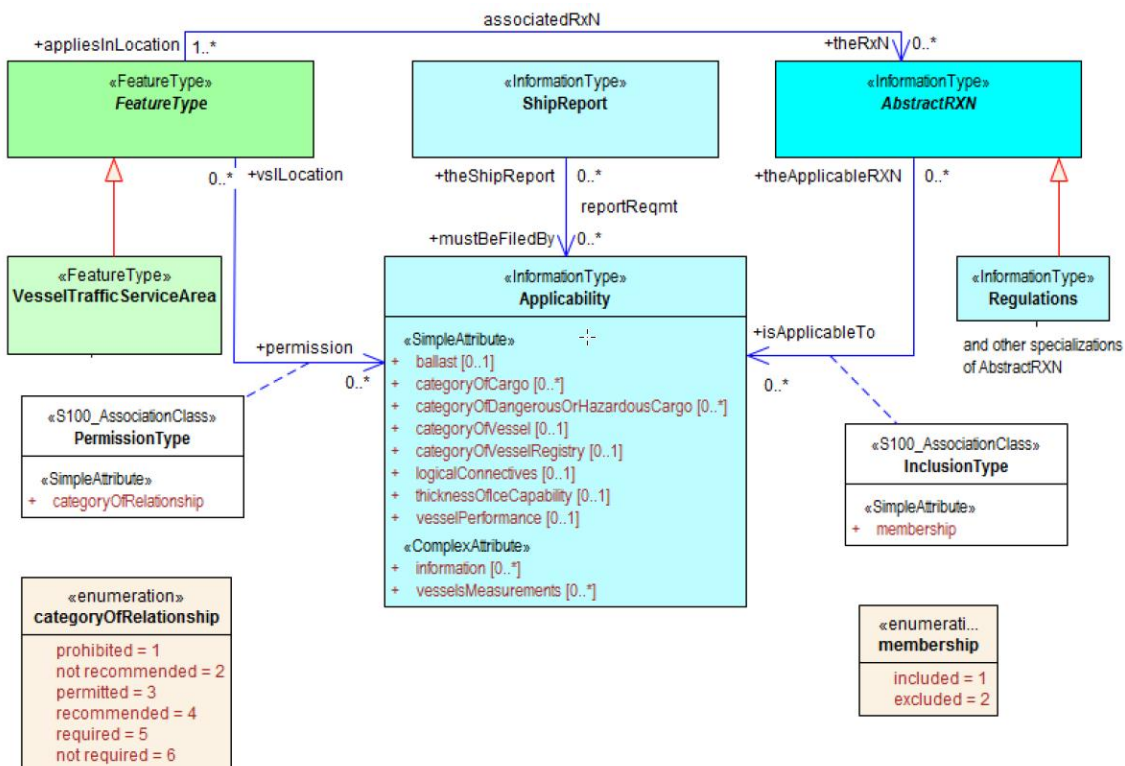 associatedRxN
+appliesInLocation 1..*
+theRxN 0..*
«FeatureType»
FeatureType
«InformationType»
ShipReport
«InformationType»
AbstractRXN
0..* +vslLocation
+theShipReport 0..*
+theApplicableRXN 0..*
reportReqmt
+mustBeFiledBy 0..*
«FeatureType»
VesselTrafficServiceArea
«InformationType»
Applicability
«SimpleAttribute»
+ ballast [0..1]
+ categoryOfCargo [0..*]
+ categoryOfDangerousOrHazardousCargo [0..*]
+ categoryOfVessel [0..1]
+ categoryOfVesselRegistry [0..1]
+ logicalConnectives [0..1]
+ thicknessOfIceCapability [0..1]
+ vesselPerformance [0..1]
«ComplexAttribute»
+ information [0..*]
+ vesselsMeasurements [0..*]
«InformationType»
Regulations
and other specializations
of AbstractRXN
+permission
0..*
+isApplicableTo
0..*
«S100_AssociationClass»
PermissionType
«SimpleAttribute»
+ categoryOfRelationship
«S100_AssociationClass»
InclusionType
«SimpleAttribute»
+ membership
«enumeration»
categoryOfRelationship
prohibited = 1
not recommended = 2
permitted = 3
recommended = 4
required = 5
not required = 6
«enumerati...
membership
included = 1
excluded = 2